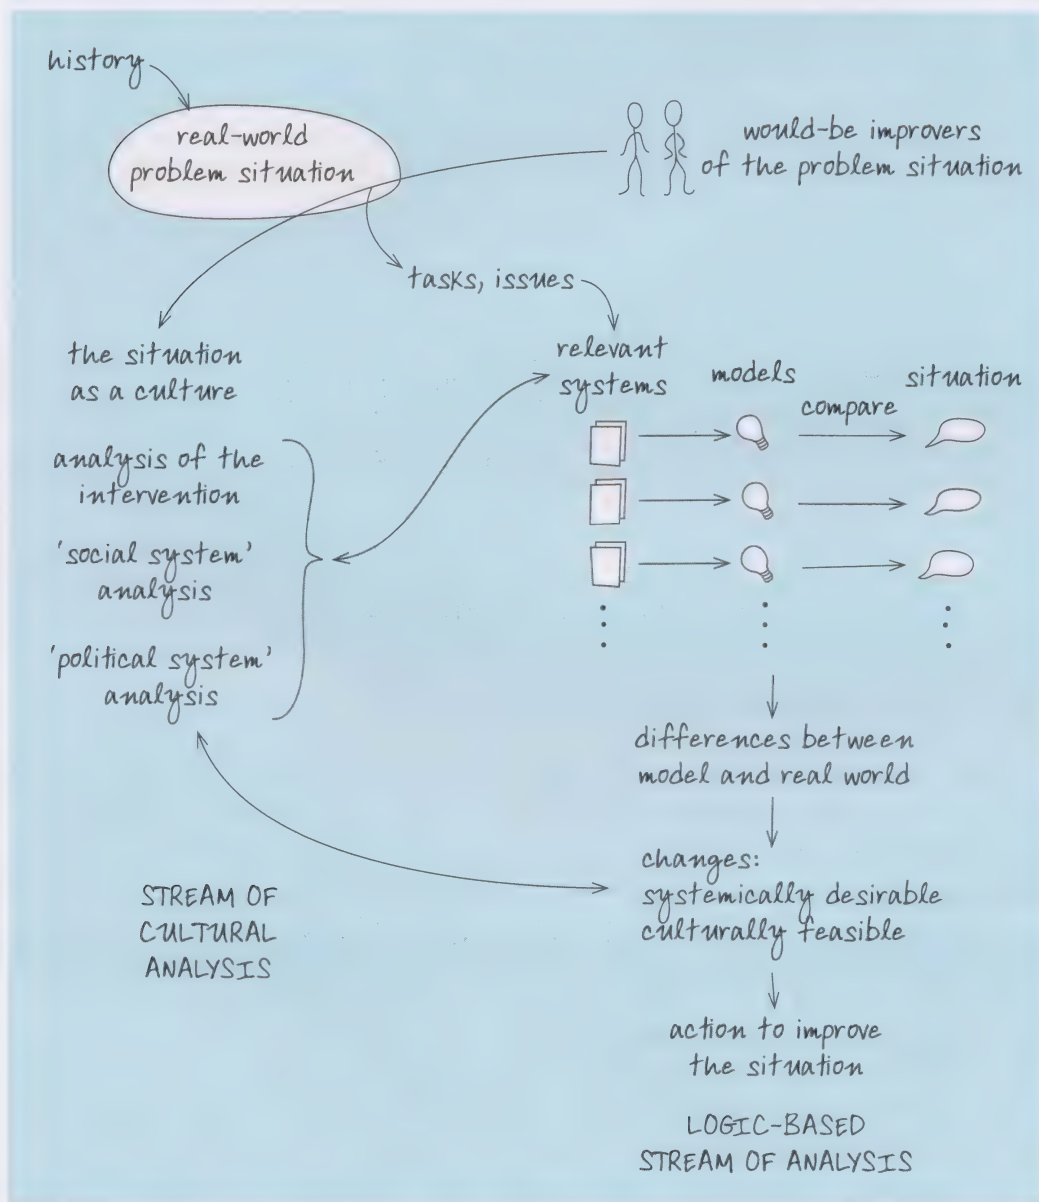 history
real-world
problem situation
would-be improvers
of the problem situation
tasks, issues
the situation
as a culture
relevant
systems
models
situation
compare
analysis of the
intervention
'social system'
analysis
'political system'
analysis
differences between
model and real world
changes:
systemically desirable
culturally feasible
STREAM OF
CULTURAL
ANALYSIS
action to improve
the situation
LOGIC-BASED
STREAM OF ANALYSIS